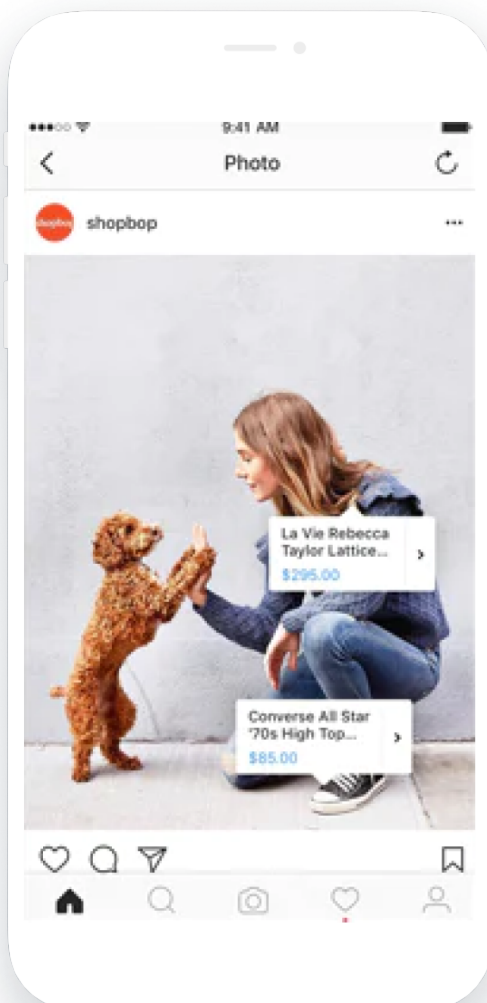 9:41 AM
Photo
shopbop
shopbop
La Vie Rebecca
Taylor Lattice...
$295.00
Converse All Star
'70s High Top...
$85.00